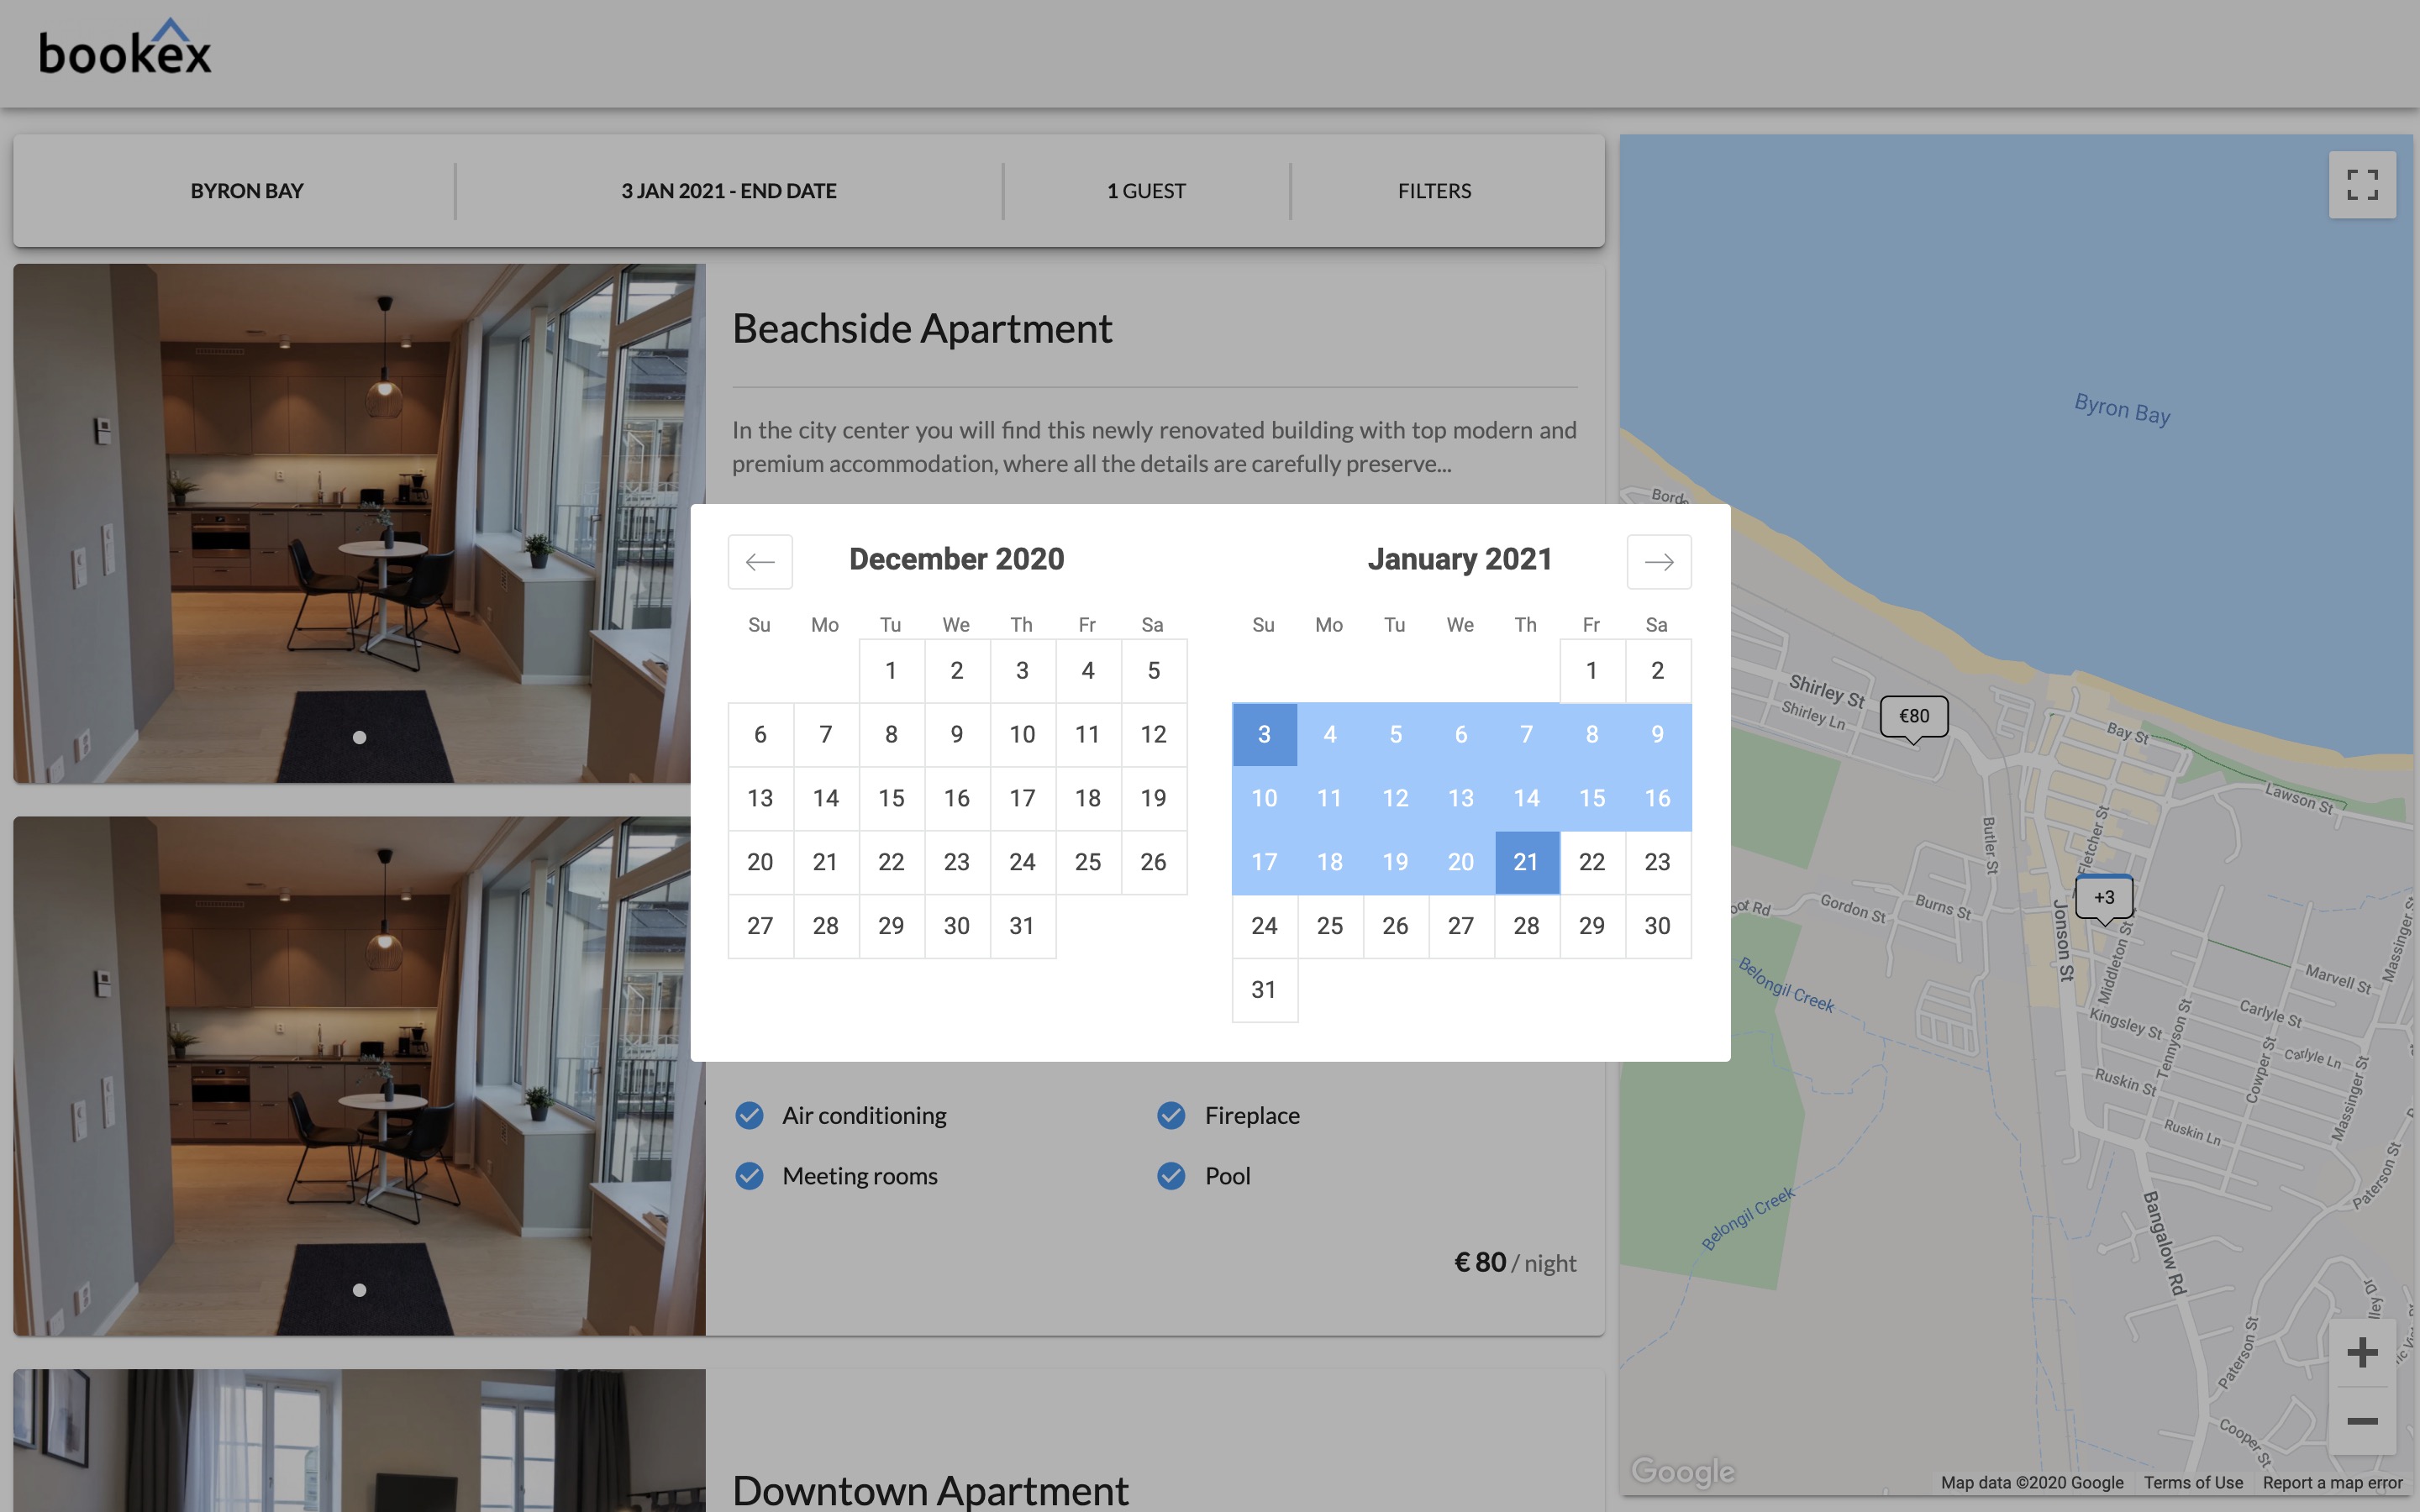 bookex
BYRON BAY
3 JAN 2021 - END DATE
1 GUEST
FILTERS
Beachside Apartment
In the city center you will find this newly renovated building with top modern and
premium accommodation, where all the details are carefully preserve...
December 2020
Su Mo Tu We Th Fr Sa
1 2 3 4 5
6 7 8 9 10 11 12
13 14 15 16 17 18 19
20 21 22 23 24 25 26
27 28 29 30 31
January 2021
Su Mo Tu We Th Fr Sa
1 2
3 4 5 6 7 8 9
10 11 12 13 14 15 16
17 18 19 20 21 22 23
24 25 26 27 28 29 30
31
Air conditioning
Fireplace
Meeting rooms
Pool
€ 80 / night
Downtown Apartment
Byron Bay
Shirley St
Shirley Ln
€80
Bay St
Lawson St
Butler St
Fletcher St
+3
Gordon St
Burns St
Jonson St
Middleton St
Massinger St
Marvell St
Belongil Creek
Carlyle St
Kingsley St
Tennyson St
Carlyle Ln
Cowper St
Ruskin St
Massinger St
Ruskin Ln
Paterson St
Belongil Creek
Bangalow Rd
Paterson St
Cooper St
Google
Map data ©2020 Google
Terms of Use
Report a map error